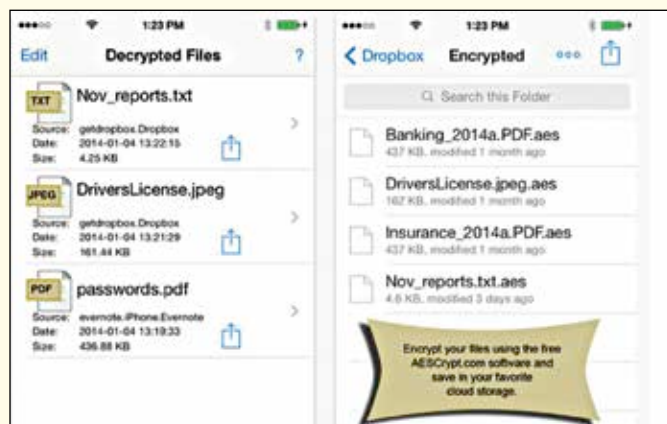 1:23 PM
Edit Decrypted Files ?
TXT
Nov_reports.txt
Source: getdropbox.Dropbox
Date: 2014-01-04 13:22:15
Size: 4.25 KB
JPEG
DriversLicense.jpeg
Source: getdropbox.Dropbox
Date: 2014-01-04 13:21:29
Size: 161.44 KB
PDF
passwords.pdf
Source: evernote.iPhone.Evernote
Date: 2014-01-04 13:19:33
Size: 436.88 KB
1:23 PM
Dropbox Encrypted
Search this Folder
Banking_2014a.PDF.aes
437 KB, modified 1 month ago
DriversLicense.jpeg.aes
162 KB, modified 1 month ago
Insurance_2014a.PDF.aes
437 KB, modified 1 month ago
Nov_reports.txt.aes
4.6 KB, modified 3 days ago
Encrypt your files using the free
AESCrypt.com software and
save in your favorite
cloud storage.